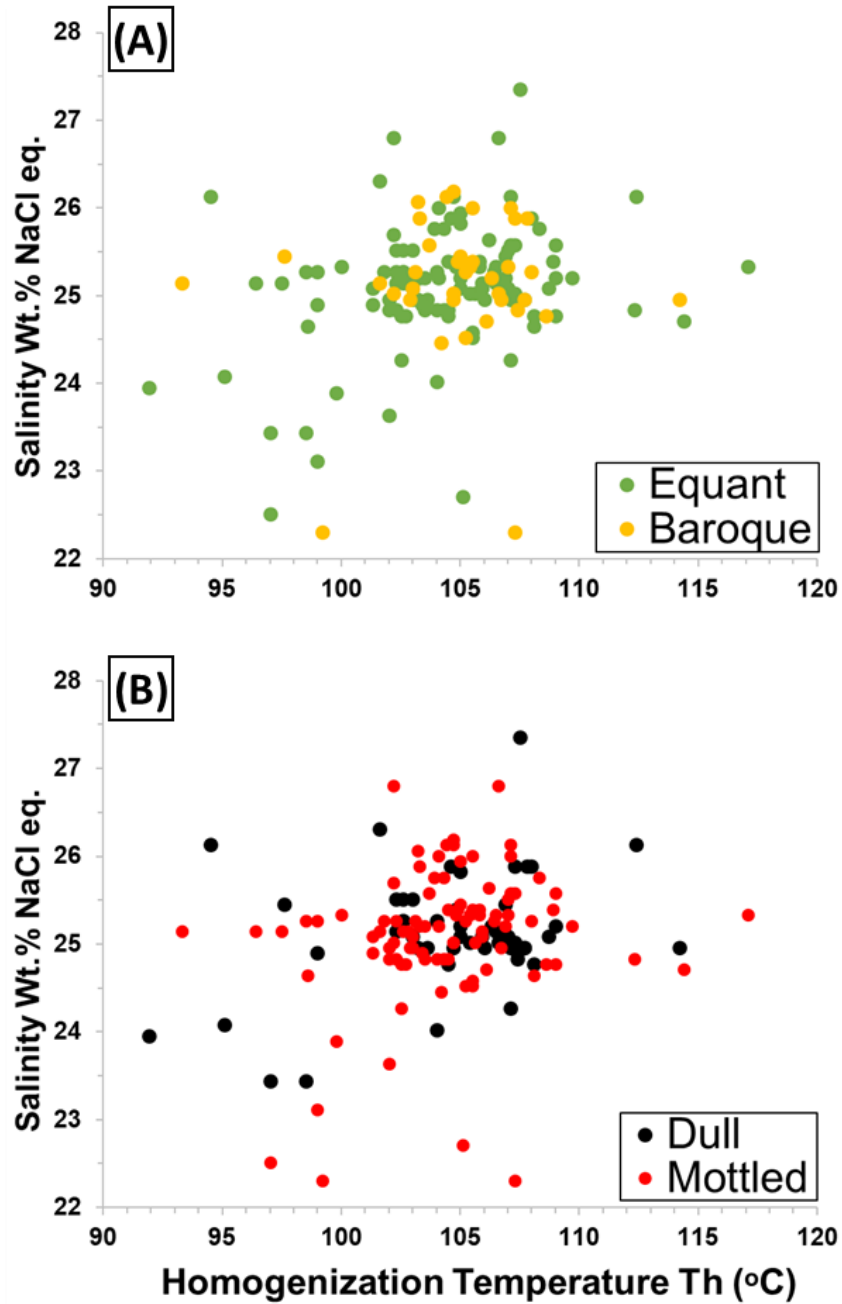 (A)
28
27
26
25
24
23
22
Salinity Wt.% NaCl eq.
Equant
Baroque
90 95 100 105 110 115 120
(B)
28
27
26
25
24
23
22
Salinity Wt.% NaCl eq.
Dull
Mottled
90 95 100 105 110 115 120
Homogenization Temperature Th (ºC)